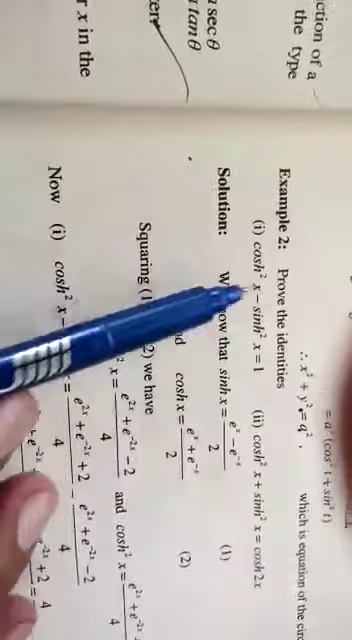 ction of a
the type
a sec θ
r tan θ
r x in the
= a² (cos² t + sin² t)
∴ x² + y² = a² , which is equation of the circ
Example 2: Prove the identities
(i) cosh² x − sinh² x = 1 (ii) cosh² x + sinh² x = cosh 2x
Solution: ow that sinh x = (eˣ − e⁻ˣ)/2 (1)
cosh x = (eˣ + e⁻ˣ)/2 (2)
Squaring (1 2) we have
² x = (e²ˣ + e⁻²ˣ − 2)/4 and cosh² x = e²ˣ + e⁻² 4
Now (i) cosh² x − = (e²ˣ + e⁻²ˣ + 2)/4 − (e²ˣ + e⁻²ˣ − 2)/4